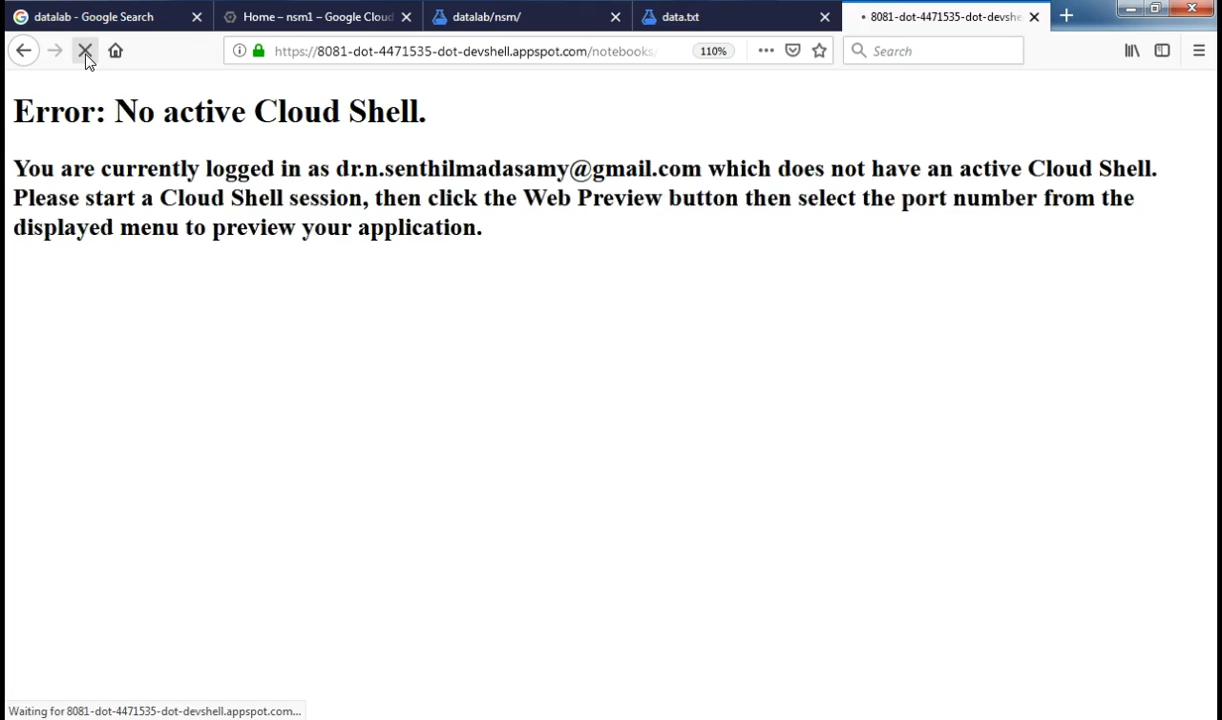 datalab - Google Search
Home – nsm1 – Google Cloud
datalab/nsm/
data.txt
8081-dot-4471535-dot-devshe
https://8081-dot-4471535-dot-devshell.appspot.com/notebooks/
110%
Search
Error: No active Cloud Shell.
You are currently logged in as dr.n.senthilmadasamy@gmail.com which does not have an active Cloud Shell.
Please start a Cloud Shell session, then click the Web Preview button then select the port number from the
displayed menu to preview your application.
Waiting for 8081-dot-4471535-dot-devshell.appspot.com...